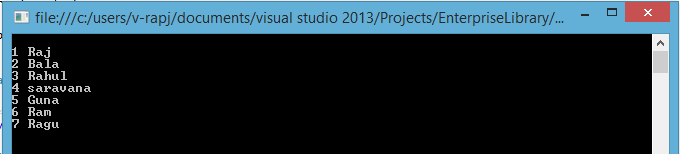 file:///c:/users/v-rapj/documents/visual studio 2013/Projects/EnterpriseLibrary/...
1 Raj
2 Bala
3 Rahul
4 saravana
5 Guna
6 Ram
7 Ragu